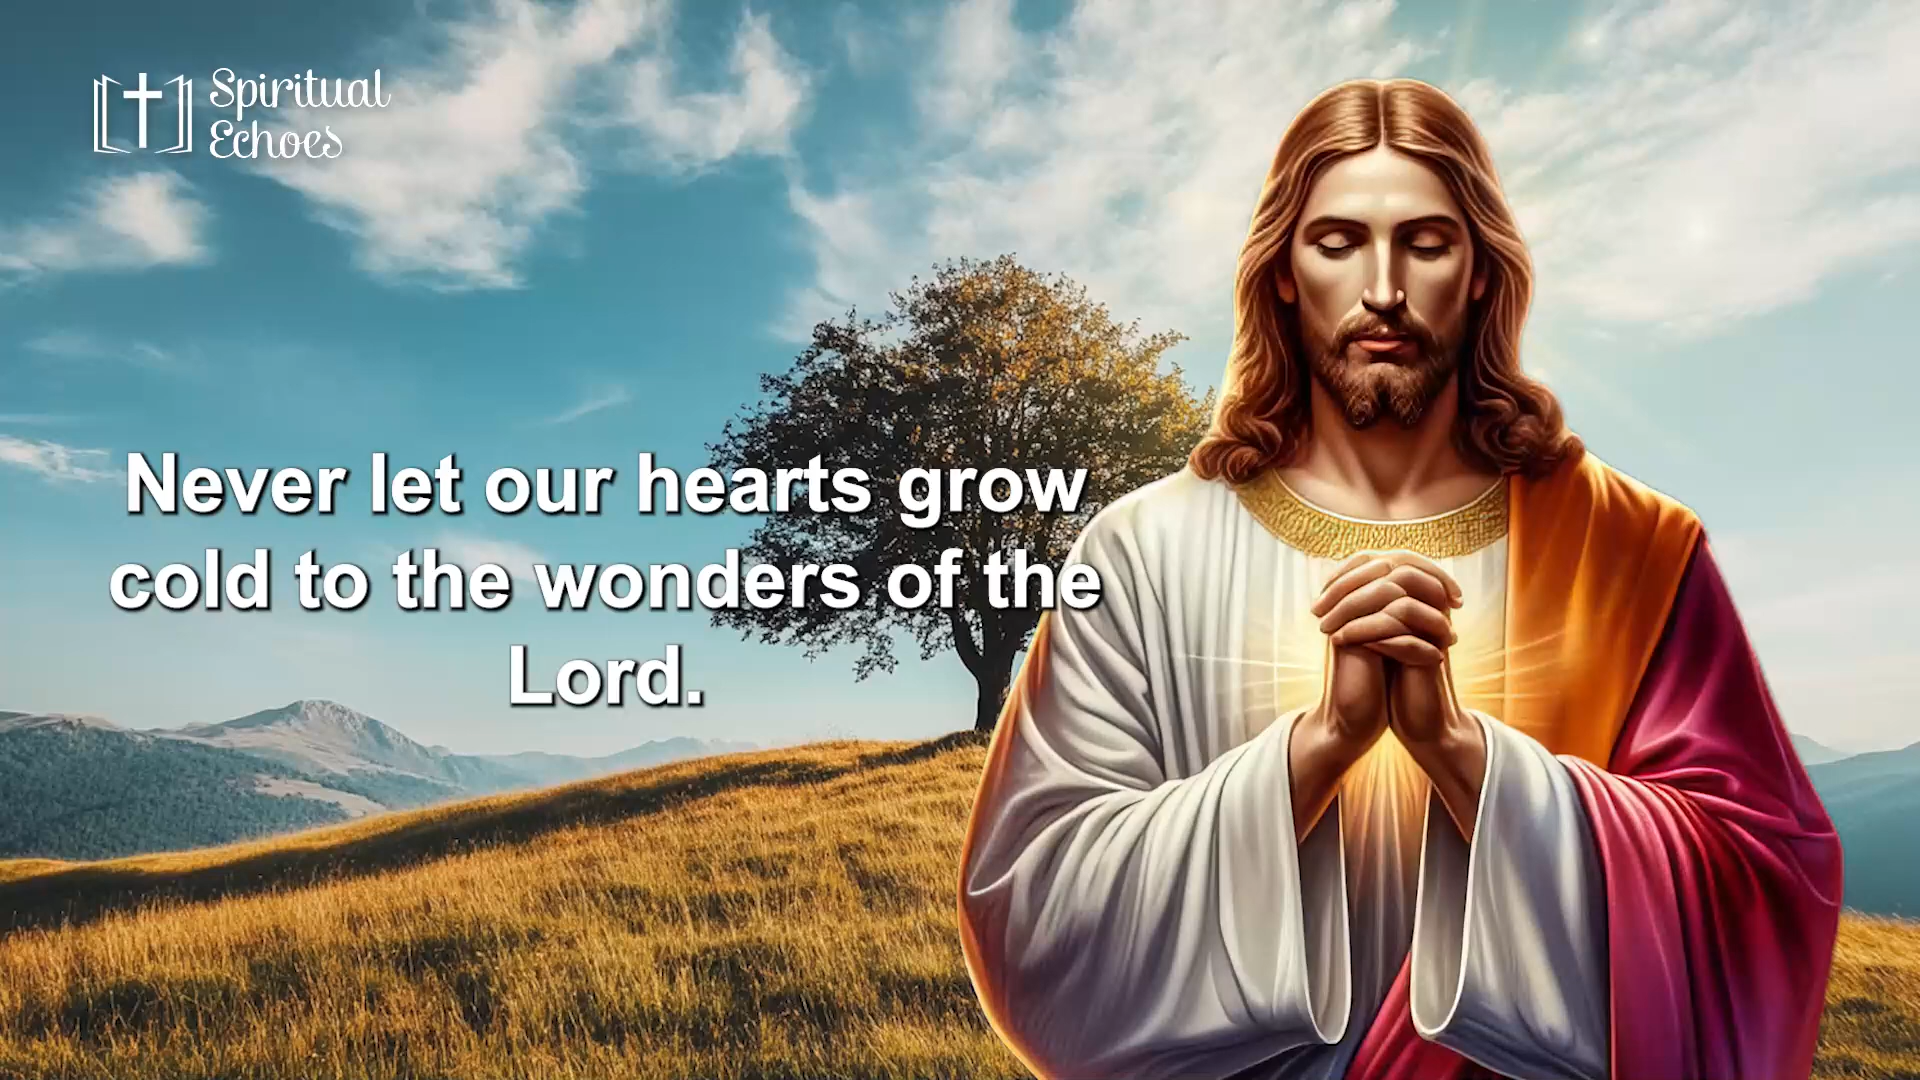 Spiritual
Echoes
Never let our hearts grow
cold to the wonders of the
Lord.